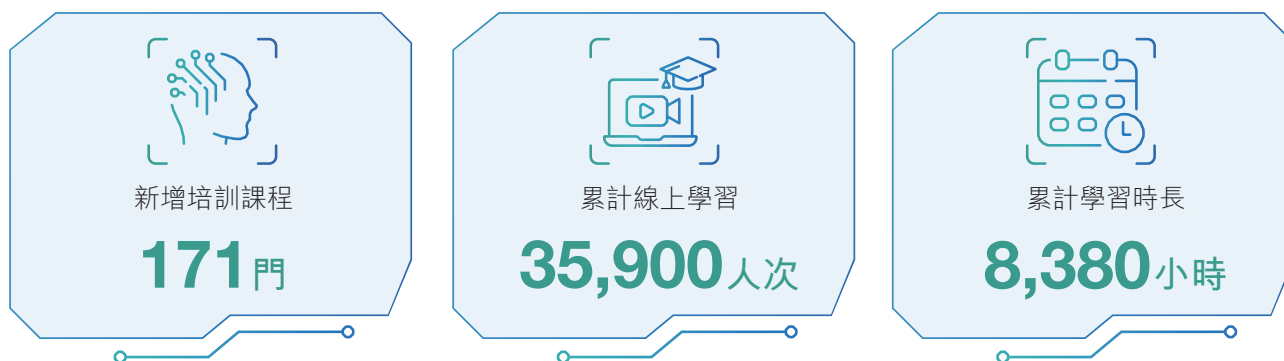 新增培訓課程
171門
累計線上學習
35,900人次
累計學習時長
8,380小時